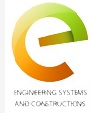 ENGINEERING SYSTEMS
AND CONSTRUCTIONS